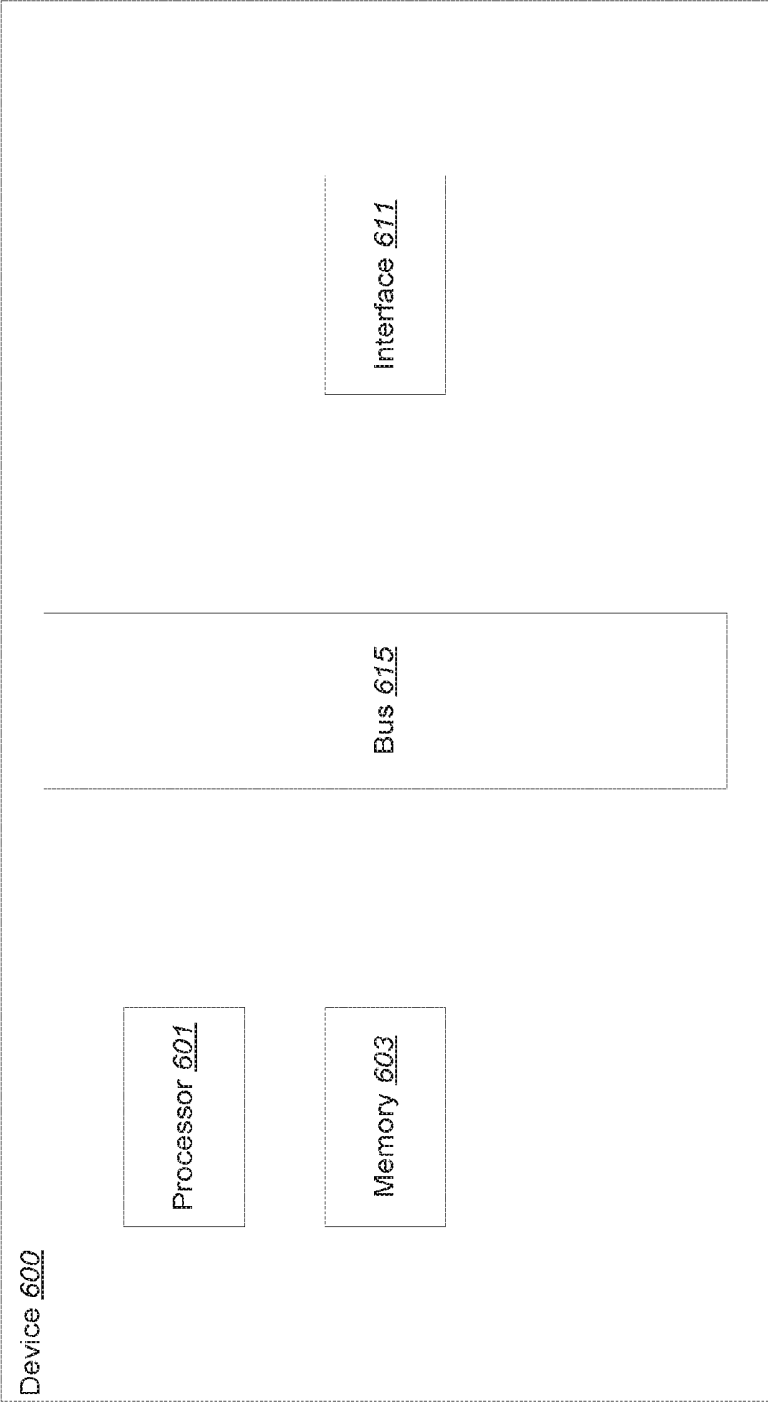 Device 600
Processor 601
Memory 603
Bus 615
Interface 611